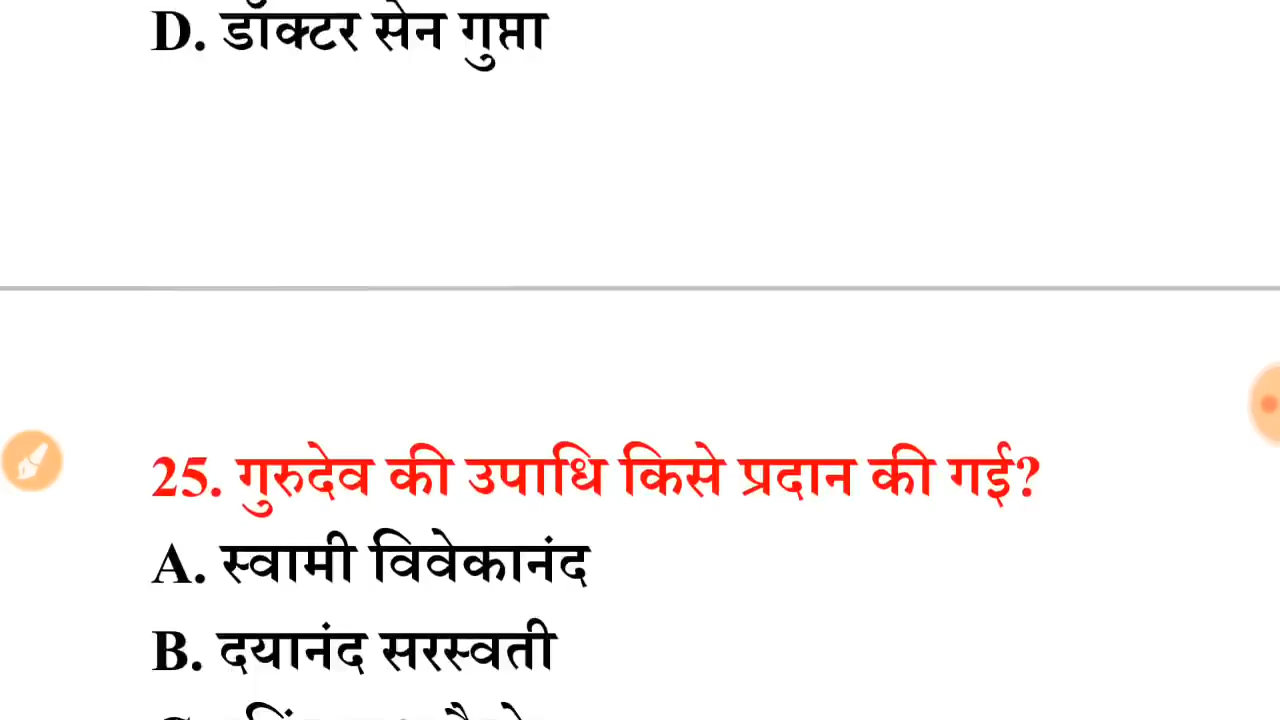 D. डॉक्टर सेन गुप्ता
25. गुरुदेव की उपाधि किसे प्रदान की गई?
A. स्वामी विवेकानंद
B. दयानंद सरस्वती